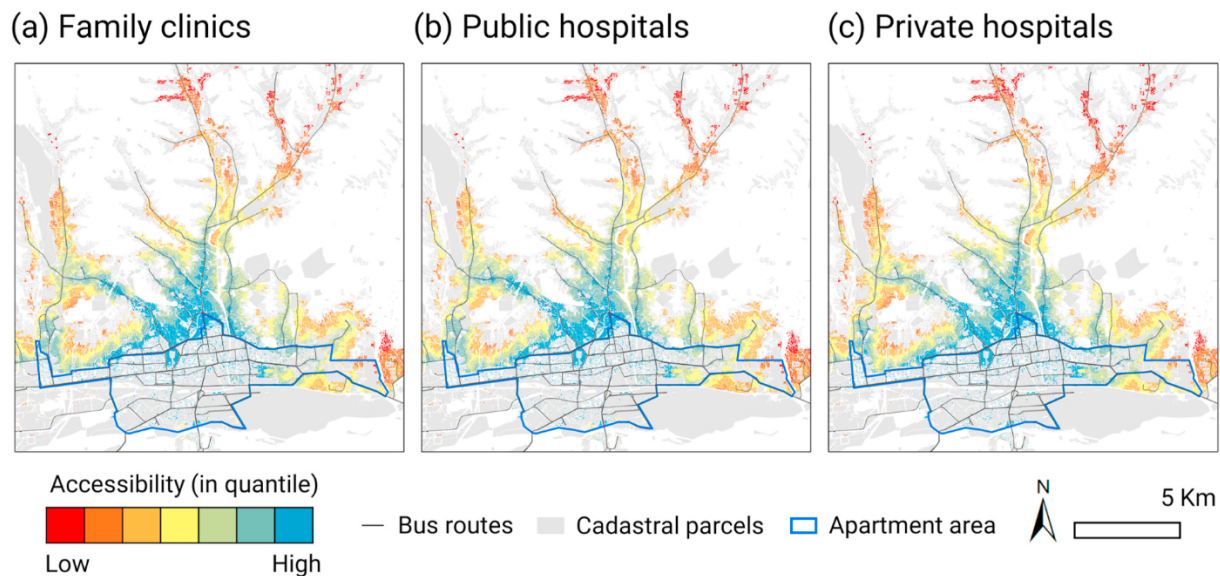 (a) Family clinics
(b) Public hospitals
(c) Private hospitals
Accessibility (in quantile)
Low
High
Bus routes
Cadastral parcels
Apartment area
N
5 Km